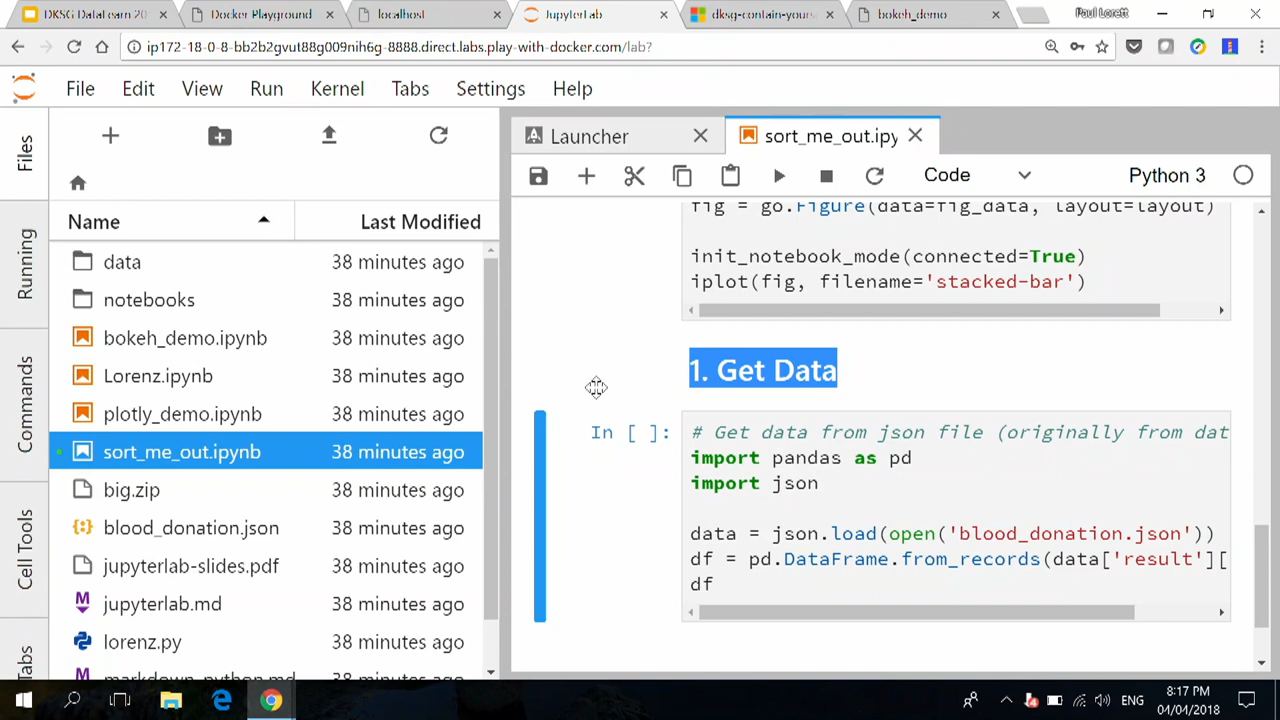 DKSG DataLearn 20
Docker Playground
localhost
JupyterLab
dksg-contain-yours
bokeh_demo
Paul Lorett
ip172-18-0-8-bb2b2gvut88g009nih6g-8888.direct.labs.play-with-docker.com/lab?
File Edit View Run Kernel Tabs Settings Help
Files
Running
Commands
Cell Tools
Tabs
Name Last Modified
data 38 minutes ago
notebooks 38 minutes ago
bokeh_demo.ipynb 38 minutes ago
Lorenz.ipynb 38 minutes ago
plotly_demo.ipynb 38 minutes ago
sort_me_out.ipynb 38 minutes ago
big.zip 38 minutes ago
blood_donation.json 38 minutes ago
jupyterlab-slides.pdf 38 minutes ago
jupyterlab.md 38 minutes ago
lorenz.py 38 minutes ago
markdown_python.md 38 minutes ago
Launcher
sort_me_out.ipy
Code
Python 3
fig = go.Figure(data=fig_data, layout=layout)
init_notebook_mode(connected=True)
iplot(fig, filename='stacked-bar')
1. Get Data
In [ ]:
# Get data from json file (originally from dat
import pandas as pd
import json
data = json.load(open('blood_donation.json'))
df = pd.DataFrame.from_records(data['result'][
df
ENG
8:17 PM
04/04/2018